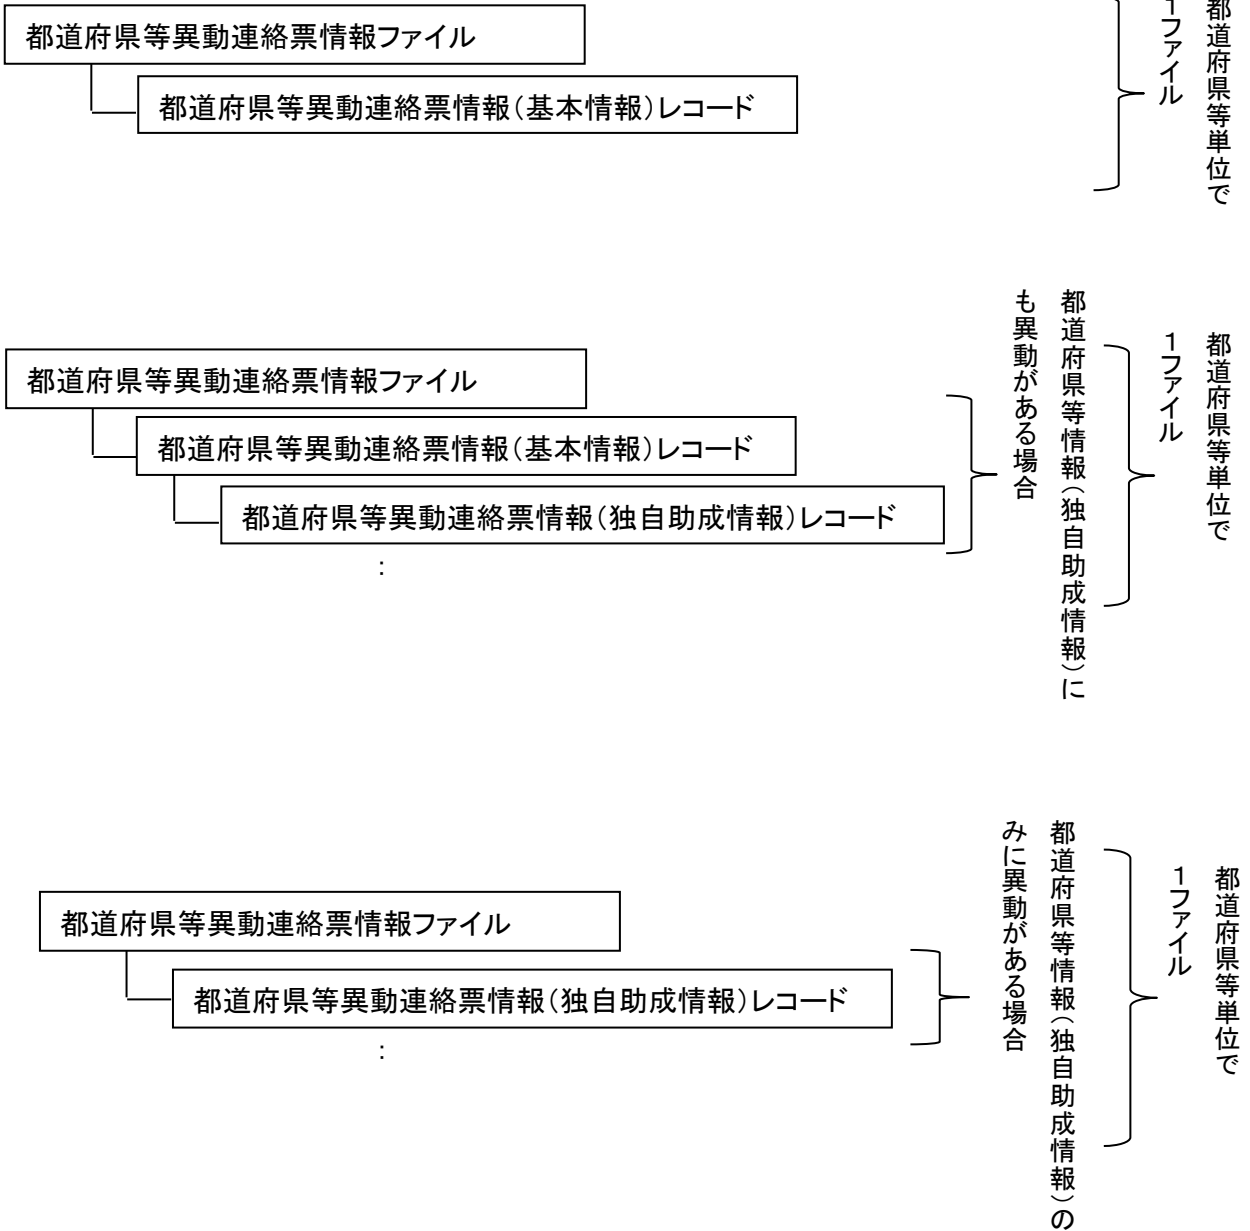 都道府県等異動連絡票情報ファイル
都道府県等異動連絡票情報（基本情報）レコード
都道府県等単位で
１ファイル
都道府県等異動連絡票情報ファイル
都道府県等異動連絡票情報（基本情報）レコード
都道府県等異動連絡票情報（独自助成情報）レコード
：
都道府県等情報（独自助成情報）に
も異動がある場合
都道府県等単位で
１ファイル
都道府県等異動連絡票情報ファイル
都道府県等異動連絡票情報（独自助成情報）レコード
：
都道府県等情報（独自助成情報）の
みに異動がある場合
都道府県等単位で
１ファイル